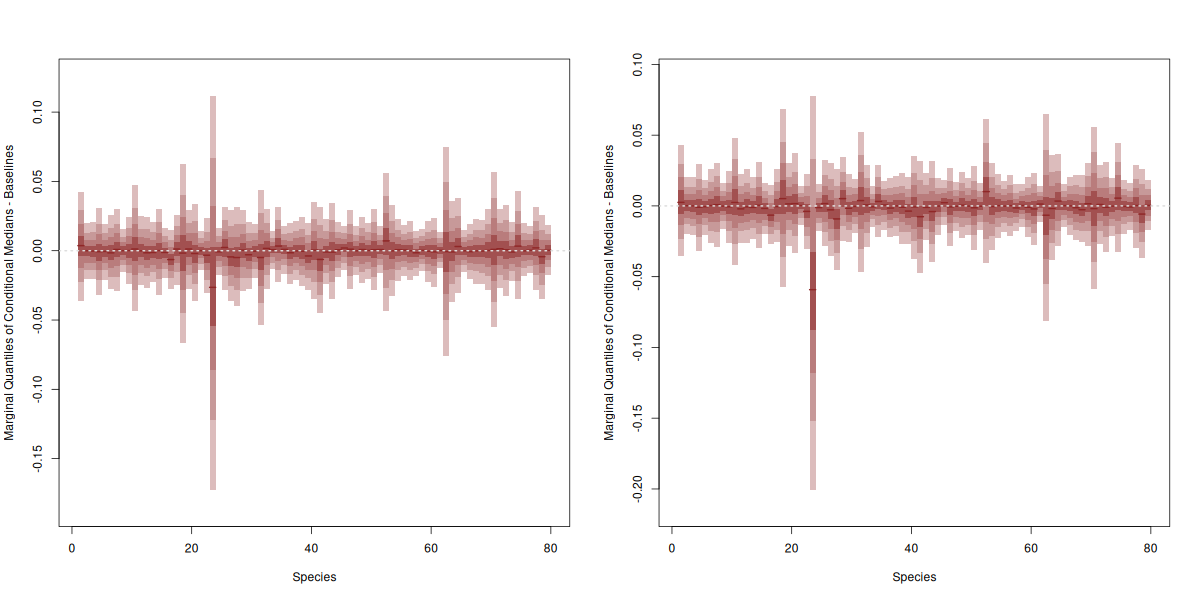 Marginal Quantiles of Conditional Medians - Baselines
0.10
0.05
0.00
-0.05
-0.10
-0.15
0 20 40 60 80
Species
Marginal Quantiles of Conditional Medians - Baselines
0.10
0.05
0.00
-0.05
-0.10
-0.15
-0.20
0 20 40 60 80
Species